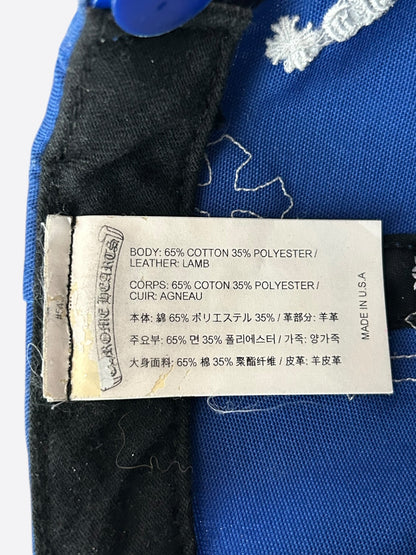 CHROME HEARTS
BODY: 65% COTTON 35% POLYESTER /
LEATHER: LAMB
CORPS: 65% COTON 35% POLYESTER /
CUIR: AGNEAU
本体: 綿 65% ポリエステル 35% / 革部分: 羊革
주요부: 65% 면 35% 폴리에스터 / 가죽: 양가죽
大身面料: 65% 棉 35% 聚酯纤维 / 皮革: 羊皮革
MADE IN U.S.A